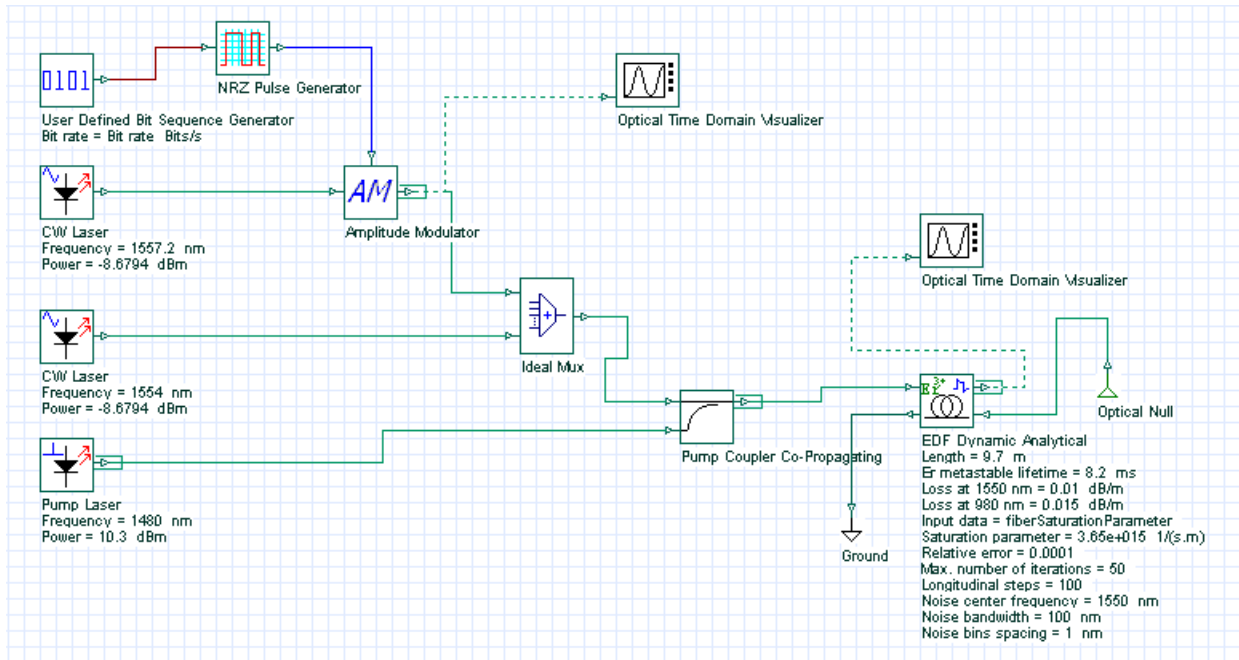 0101
NRZ Pulse Generator
User Defined Bit Sequence Generator
Bit rate = Bit rate Bits/s
Optical Time Domain Visualizer
AM
CW Laser
Frequency = 1557.2 nm
Power = -8.6794 dBm
Amplitude Modulator
Optical Time Domain Visualizer
Ideal Mux
CW Laser
Frequency = 1554 nm
Power = -8.6794 dBm
Optical Null
Pump Coupler Co-Propagating
Pump Laser
Frequency = 1480 nm
Power = 10.3 dBm
Ground
EDF Dynamic Analytical
Length = 9.7 m
Er metastable lifetime = 8.2 ms
Loss at 1550 nm = 0.01 dB/m
Loss at 980 nm = 0.015 dB/m
Input data = fiberSaturationParameter
Saturation parameter = 3.65e+015 1/(s.m)
Relative error = 0.0001
Max. number of iterations = 50
Longitudinal steps = 100
Noise center frequency = 1550 nm
Noise bandwidth = 100 nm
Noise bins spacing = 1 nm